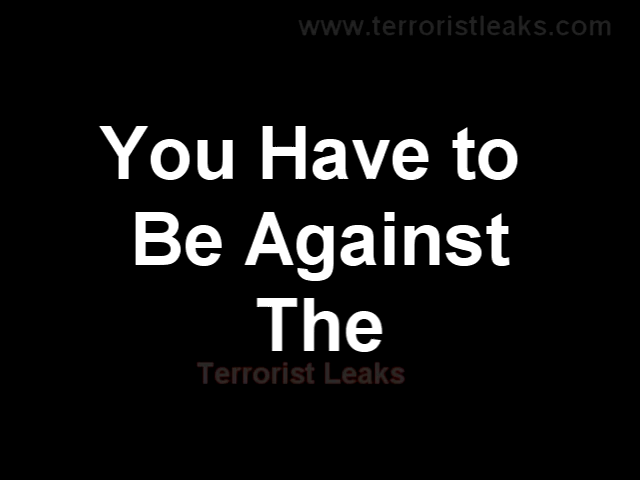 www.terroristleaks.com
You Have to
Be Against
The
Terrorist Leaks